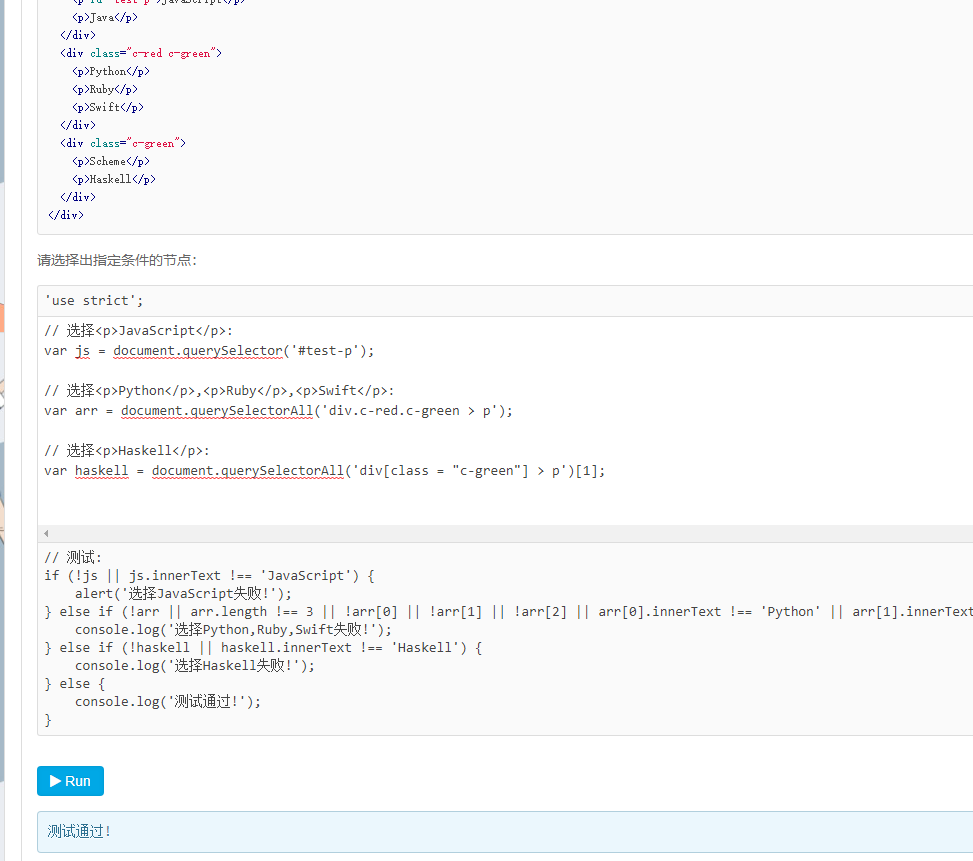 <p>Java</p>
</div>
<div class="c-red c-green">
<p>Python</p>
<p>Ruby</p>
<p>Swift</p>
</div>
<div class="c-green">
<p>Scheme</p>
<p>Haskell</p>
</div>
</div>
请选择出指定条件的节点:
'use strict';
// 选择<p>JavaScript</p>:
var js = document.querySelector('#test-p');
// 选择<p>Python</p>,<p>Ruby</p>,<p>Swift</p>:
var arr = document.querySelectorAll('div.c-red.c-green > p');
// 选择<p>Haskell</p>:
var haskell = document.querySelectorAll('div[class = "c-green"] > p')[1];
// 测试:
if (!js || js.innerText !== 'JavaScript') {
alert('选择JavaScript失败!');
} else if (!arr || arr.length !== 3 || !arr[0] || !arr[1] || !arr[2] || arr[0].innerText !== 'Python' || arr[1].innerText
console.log('选择Python,Ruby,Swift失败!');
} else if (!haskell || haskell.innerText !== 'Haskell') {
console.log('选择Haskell失败!');
} else {
console.log('测试通过!');
}
Run
测试通过!